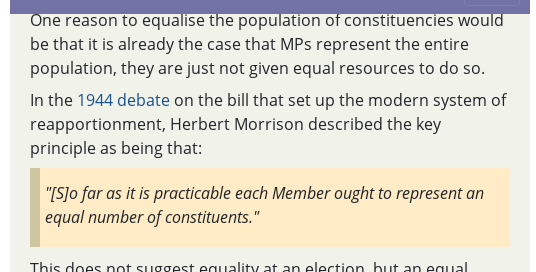 One reason to equalise the population of constituencies would
be that it is already the case that MPs represent the entire
population, they are just not given equal resources to do so.
In the 1944 debate on the bill that set up the modern system of
reapportionment, Herbert Morrison described the key
principle as being that:
"[S]o far as it is practicable each Member ought to represent an
equal number of constituents."
This does not suggest equality at an election, but an equal